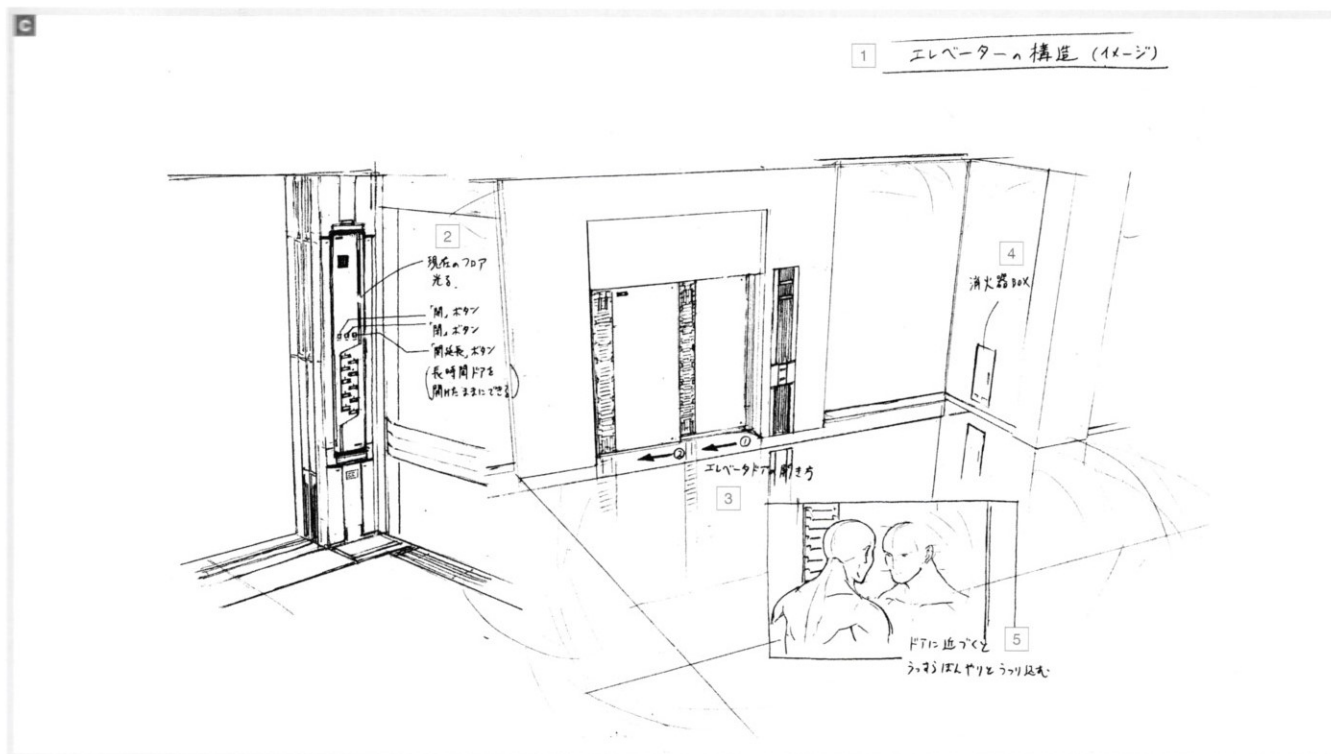 C
1
エレベーターの構造 (イメージ)
2
現在のフロア
光る.
「開」ボタン
「閉」ボタン
「開延長」ボタン
(長時間ドアを
開けたままにできる)
4
消火器BOX
①
②
エレベータドアの開き方
3
5
ドアに近づくと
うっすらぼんやりとうつり込む